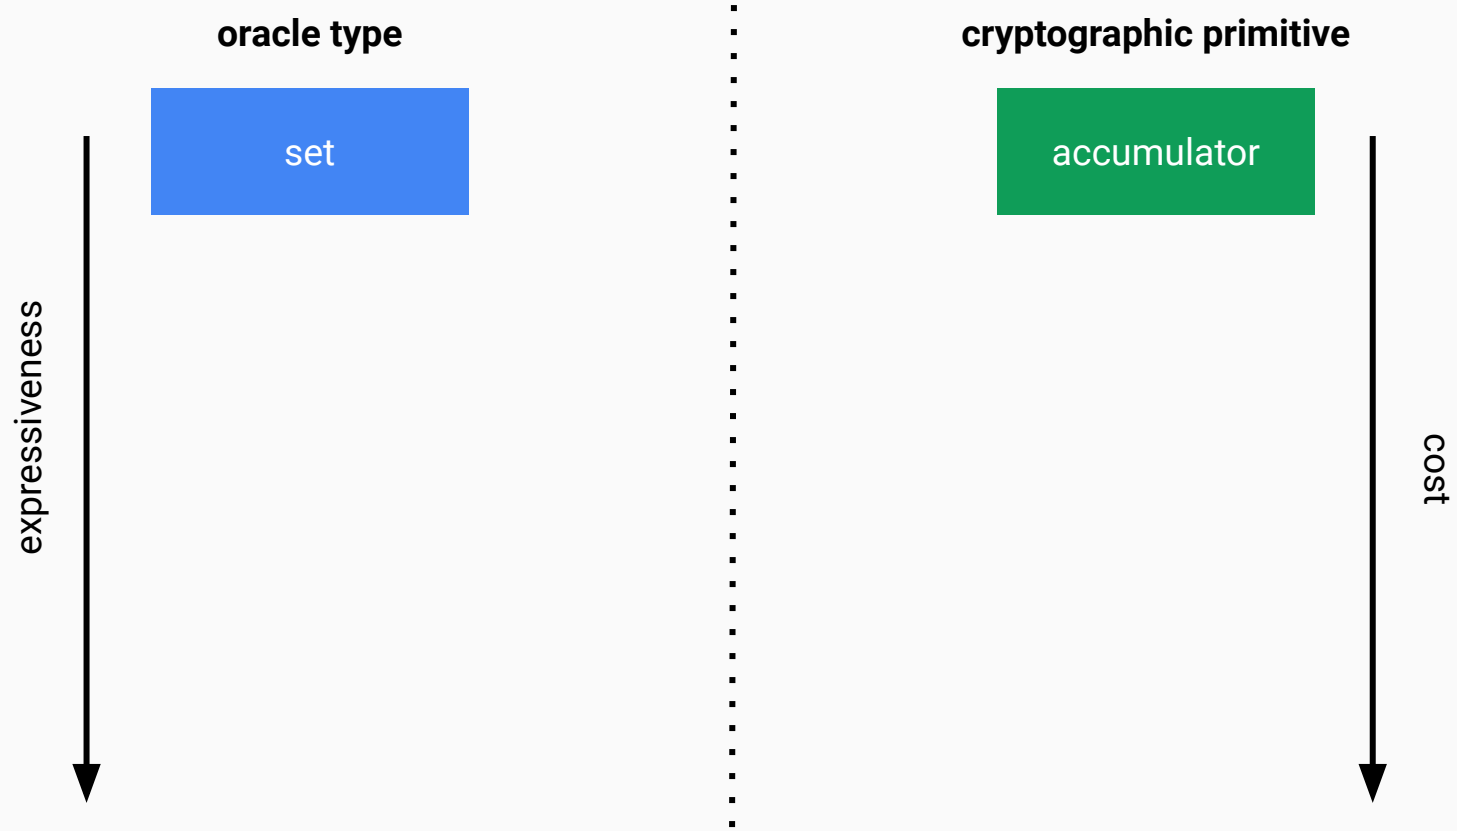 oracle type
cryptographic primitive
set
accumulator
expressiveness
cost